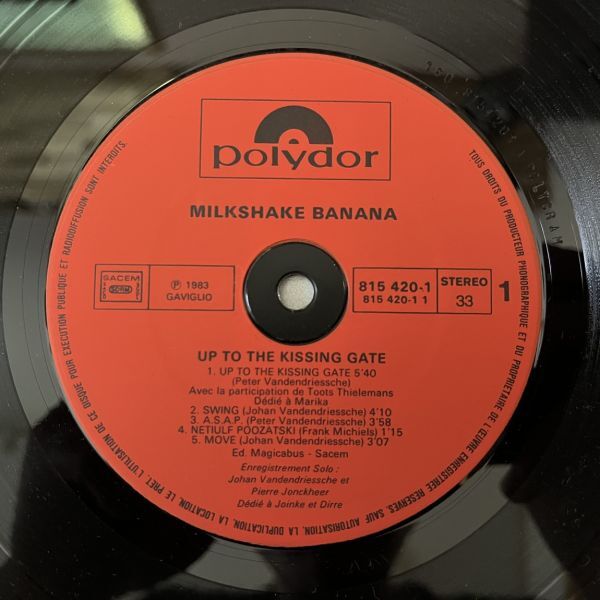 polydor
MILKSHAKE BANANA
SACEM
℗ 1983
GAVIGLIO
815 420-1
815 420-1 1
STEREO
33
1
UP TO THE KISSING GATE
1. UP TO THE KISSING GATE 5'40
(Peter Vandendriessche)
Avec la participation de Toots Thielemans
Dédié à Marika
2. SWING (Johan Vandendriessche) 4'10
3. A.S.A.P. (Peter Vandendriessche) 3'58
4. NETIULF POOZATSKI (Frank Michiels) 1'15
5. MOVE (Johan Vandendriessche) 3'07
Ed. Magicabus - Sacem
Enregistrement Solo :
Johan Vandendriessche et
Pierre Jonckheer
Dédié à Joinke et Dirre
TOUS DROITS DU PRODUCTEUR PHONOGRAPHIQUE ET DU PROPRIETAIRE DE L'ŒUVRE ENREGISTREE RESERVES. SAUF AUTORISATION, LA DUPLICATION, LA LOCATION, LE PRET, L'UTILISATION DE CE DISQUE POUR EXECUTION PUBLIQUE ET RADIODIFFUSION SONT INTERDITS.